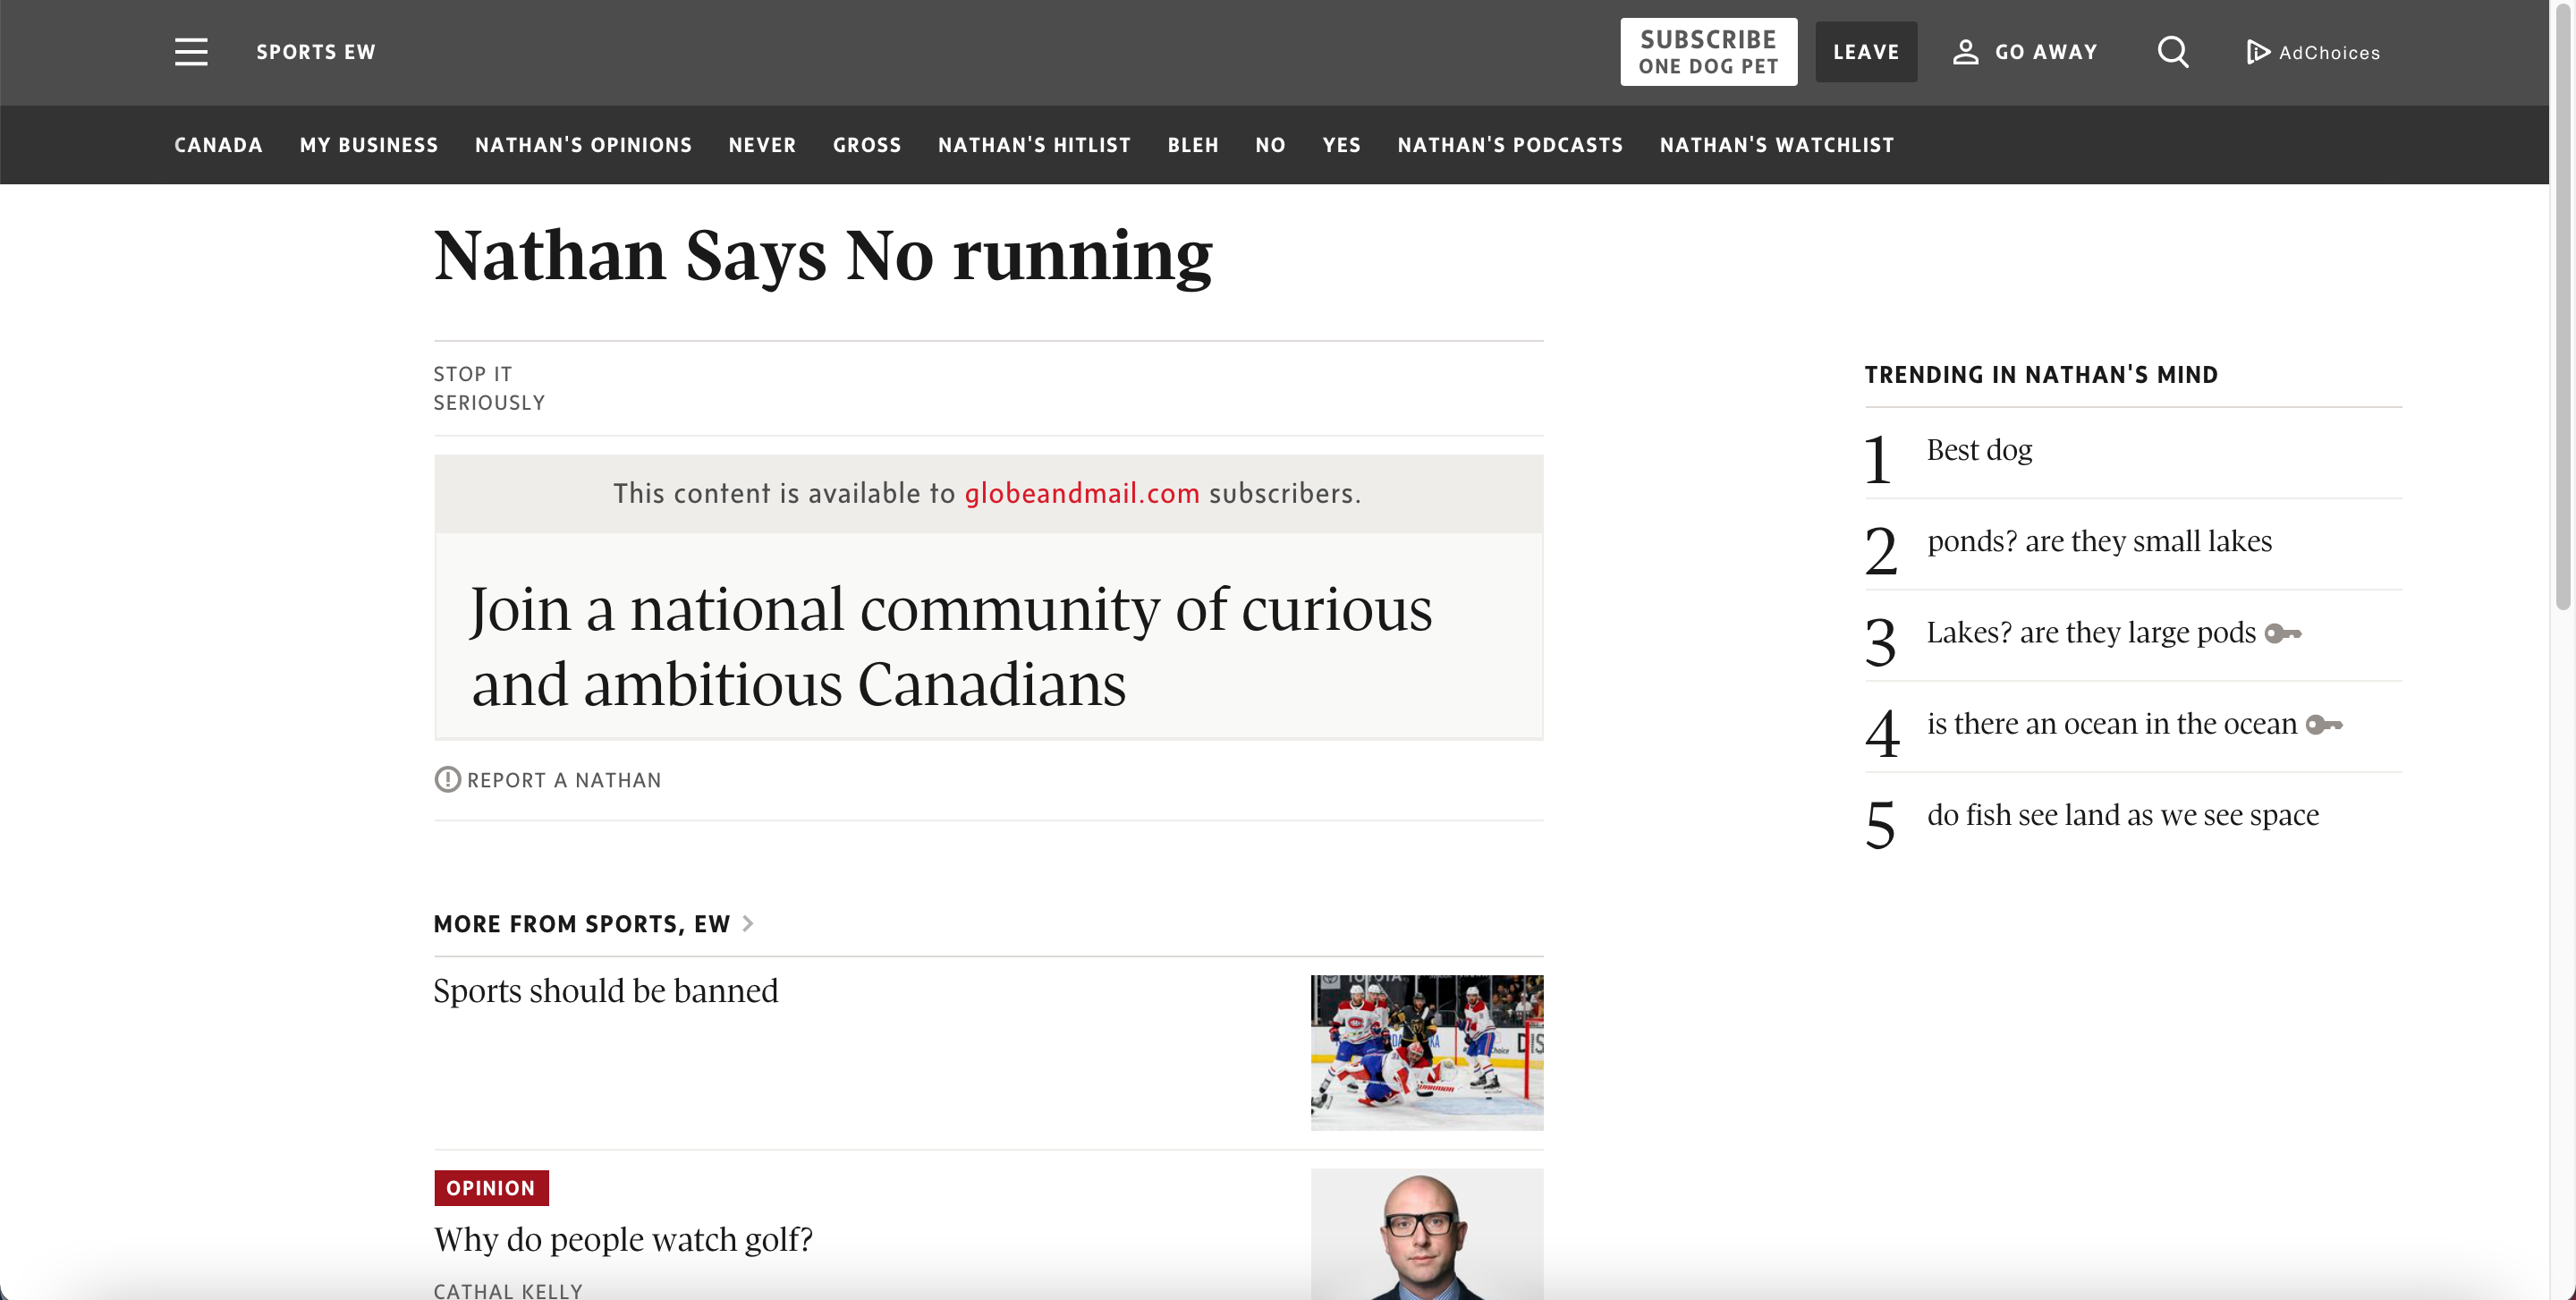 SPORTS EW
SUBSCRIBE
ONE DOG PET
LEAVE
GO AWAY
AdChoices
CANADA MY BUSINESS NATHAN'S OPINIONS NEVER GROSS NATHAN'S HITLIST BLEH NO YES NATHAN'S PODCASTS NATHAN'S WATCHLIST
Nathan Says No running
STOP IT
SERIOUSLY
This content is available to globeandmail.com subscribers.
Join a national community of curious
and ambitious Canadians
REPORT A NATHAN
MORE FROM SPORTS, EW
Sports should be banned
OPINION
Why do people watch golf?
CATHAL KELLY
TRENDING IN NATHAN'S MIND
1 Best dog
2 ponds? are they small lakes
3 Lakes? are they large pods
4 is there an ocean in the ocean
5 do fish see land as we see space